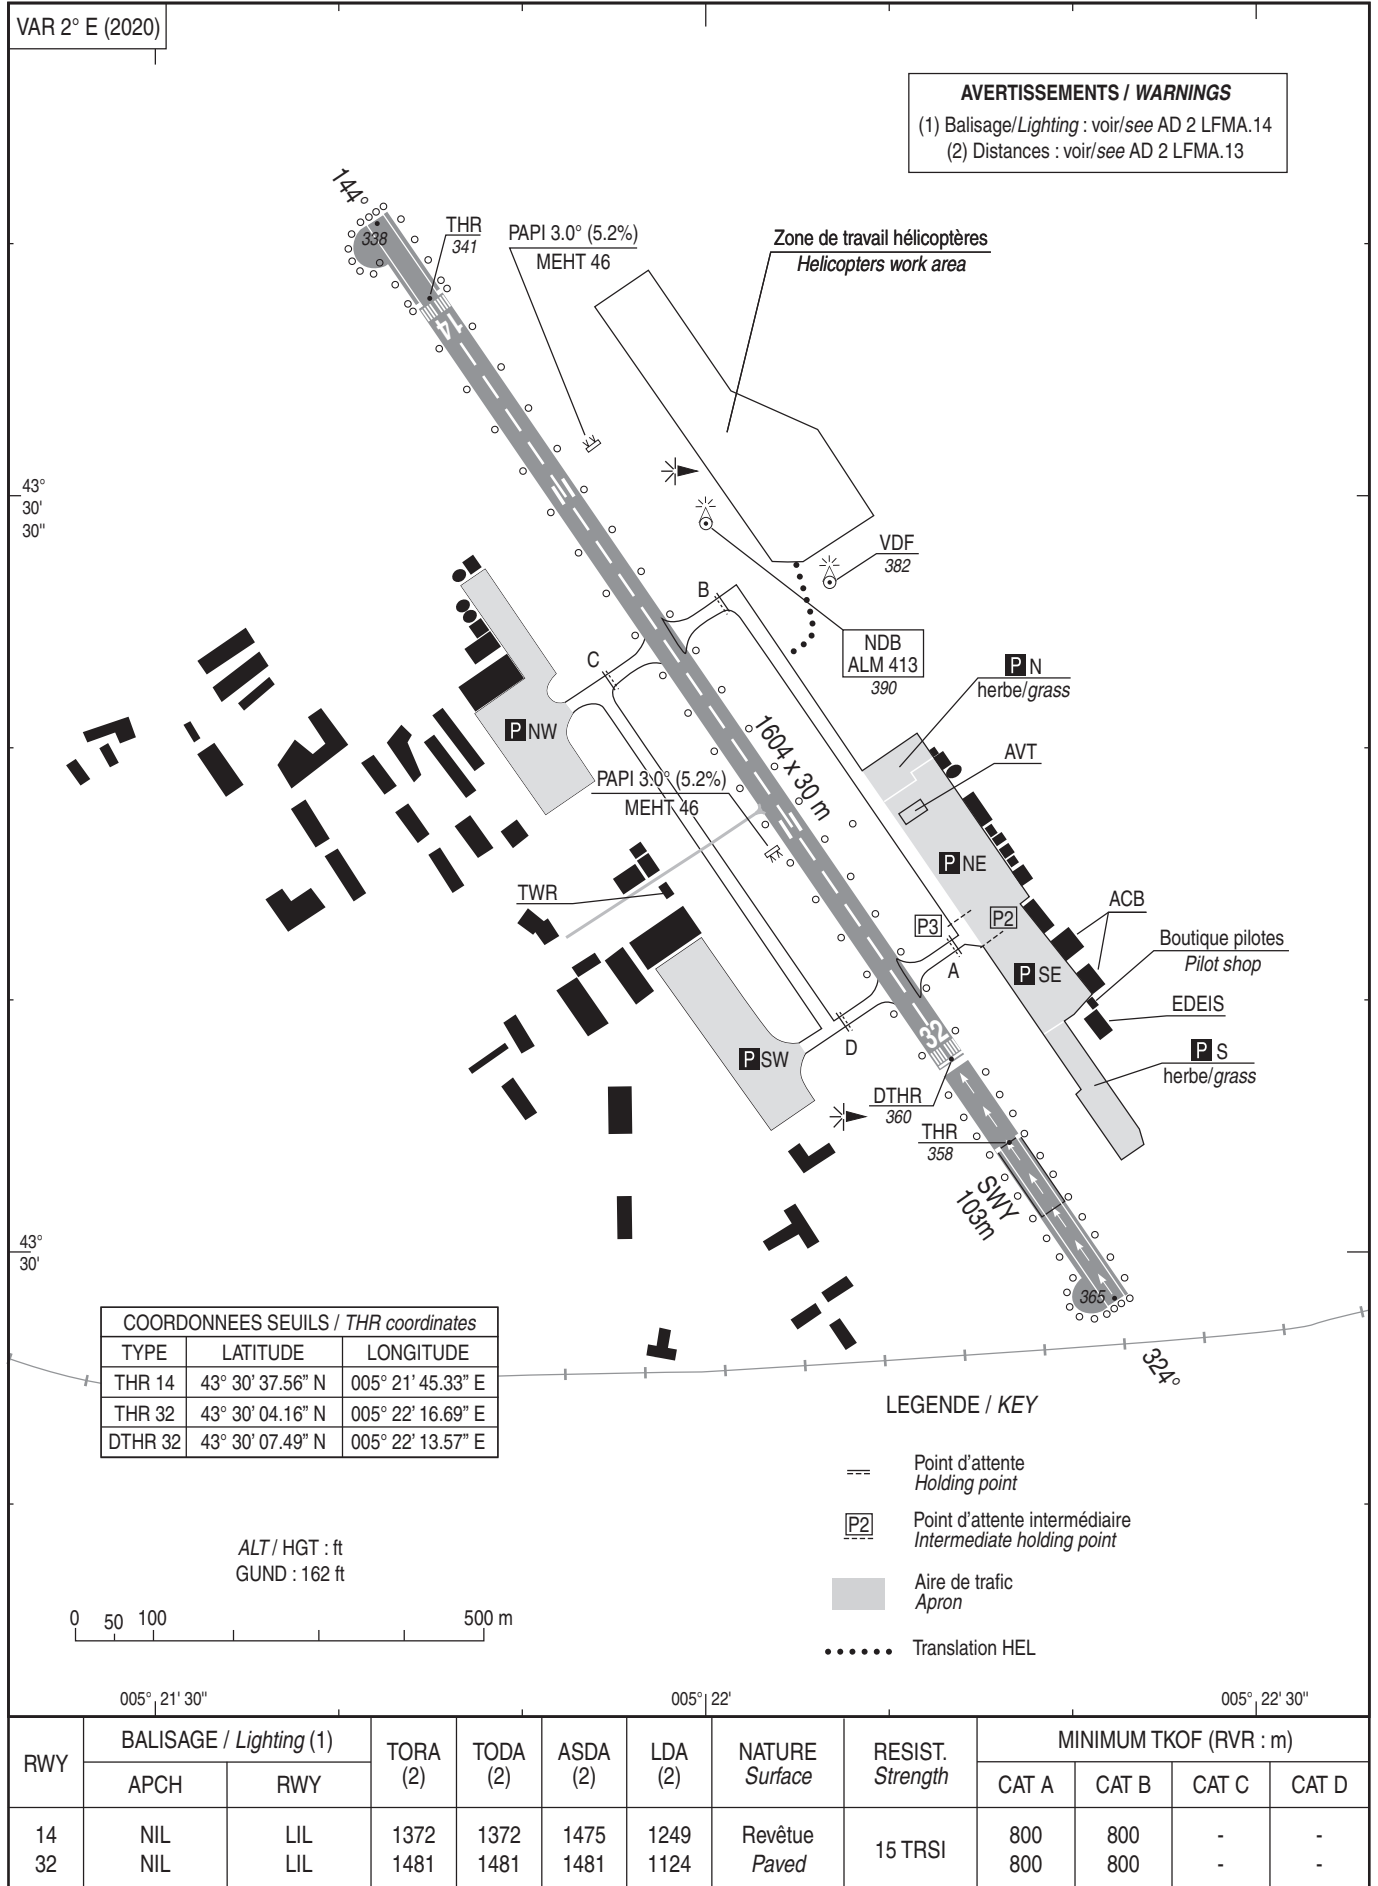 VAR 2° E (2020)
AVERTISSEMENTS / WARNINGS
(1) Balisage/Lighting : voir/see AD 2 LFMA.14
(2) Distances : voir/see AD 2 LFMA.13
144°
338
THR
341
PAPI 3.0° (5.2%)
MEHT 46
Zone de travail hélicoptères
Helicopters work area
14
43°
30'
30"
VDF
382
B
NDB
ALM 413
390
C
P N
herbe/grass
P NW
1604 x 30 m
AVT
PAPI 3.0° (5.2%)
MEHT 46
P NE
TWR
ACB
P3
P2
Boutique pilotes
Pilot shop
A
P SE
EDEIS
32
D
P SW
P S
herbe/grass
DTHR
360
THR
358
SWY
103m
43°
30'
365
324°
COORDONNEES SEUILS / THR coordinates
TYPE LATITUDE LONGITUDE
THR 14 43° 30' 37.56" N 005° 21' 45.33" E
THR 32 43° 30' 04.16" N 005° 22' 16.69" E
DTHR 32 43° 30' 07.49" N 005° 22' 13.57" E
LEGENDE / KEY
Point d'attente
Holding point
P2 Point d'attente intermédiaire
Intermediate holding point
Aire de trafic
Apron
Translation HEL
ALT / HGT : ft
GUND : 162 ft
0 50 100 500 m
005° 21' 30" 005° 22' 005° 22' 30"
RWY BALISAGE / Lighting (1) TORA (2) TODA (2) ASDA (2) LDA (2) NATURE Surface RESIST. Strength MINIMUM TKOF (RVR : m)
APCH RWY CAT A CAT B CAT C CAT D
14 NIL LIL 1372 1372 1475 1249 Revêtue 15 TRSI 800 800 - -
32 NIL LIL 1481 1481 1481 1124 Paved 800 800 - -